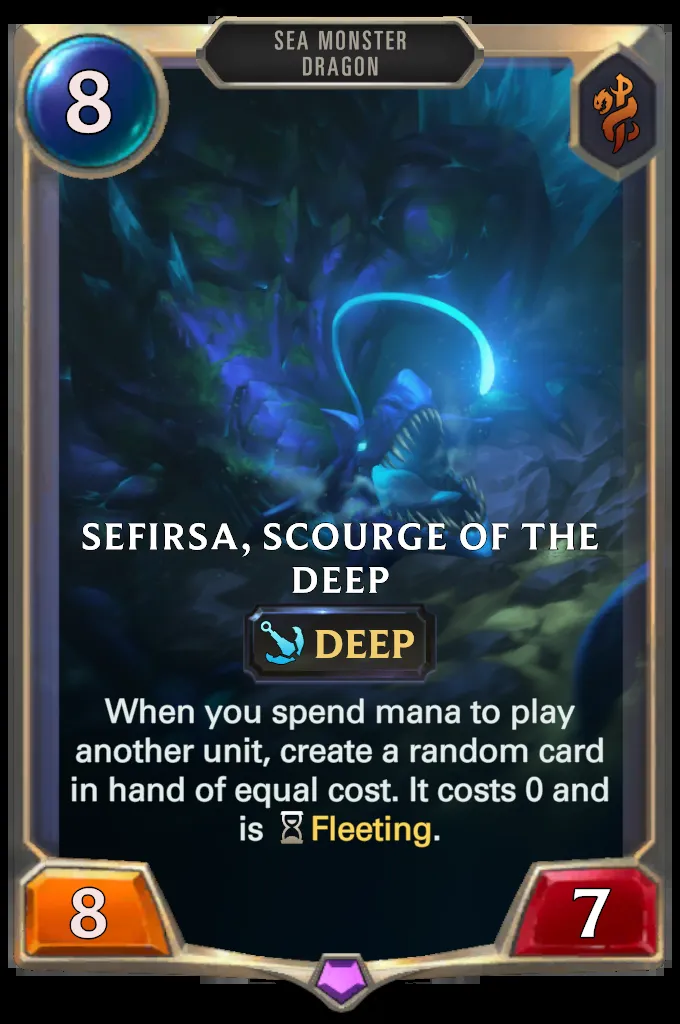 SEA MONSTER
DRAGON
8
SEFIRSA, SCOURGE OF THE
DEEP
DEEP
When you spend mana to play
another unit, create a random card
in hand of equal cost. It costs 0 and
is Fleeting.
8
7